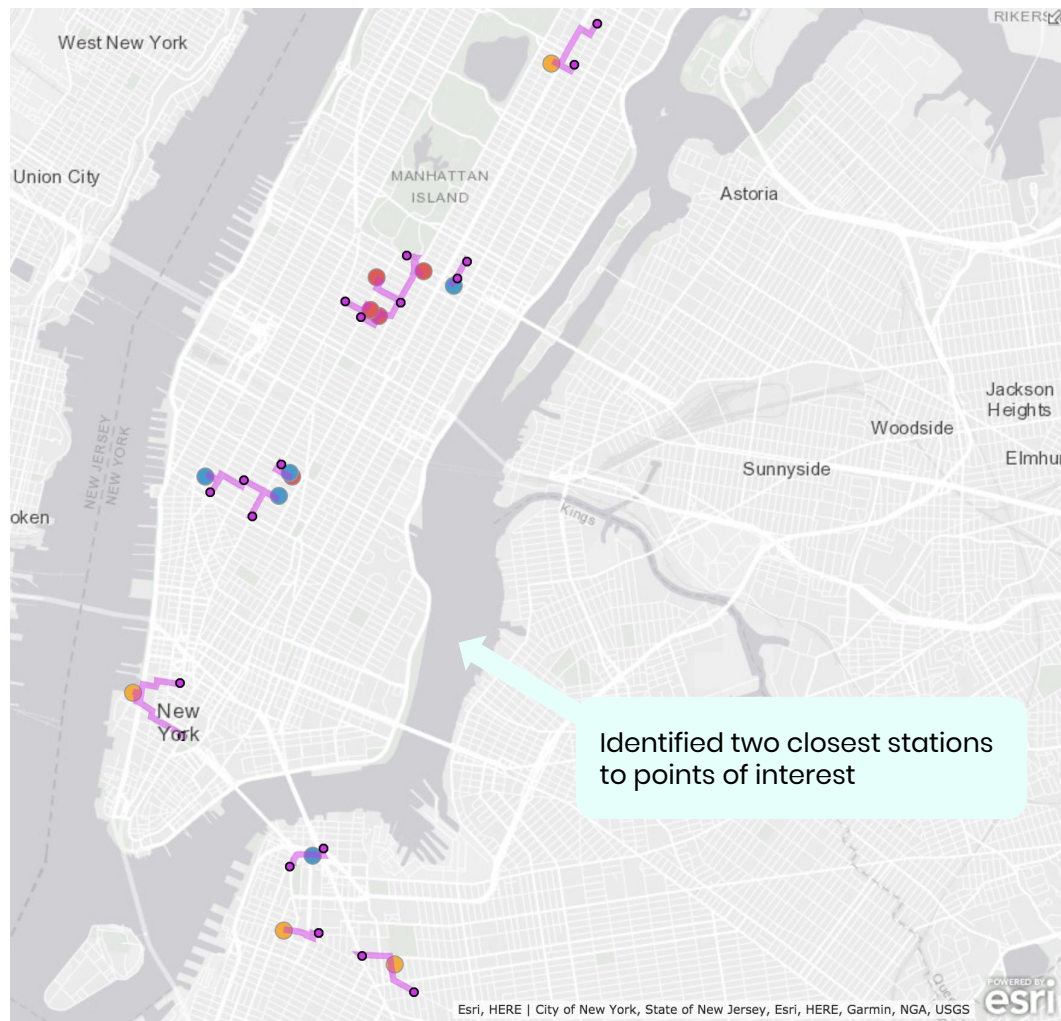 RIKERS
West New York
Union City
MANHATTAN
ISLAND
Astoria
Jackson
Heights
Woodside
Elmhu
Sunnyside
NEW JERSEY
NEW YORK
oken
Kings
New
York
Identified two closest stations
to points of interest
Que
POWERED BY
esri
Esri, HERE | City of New York, State of New Jersey, Esri, HERE, Garmin, NGA, USGS